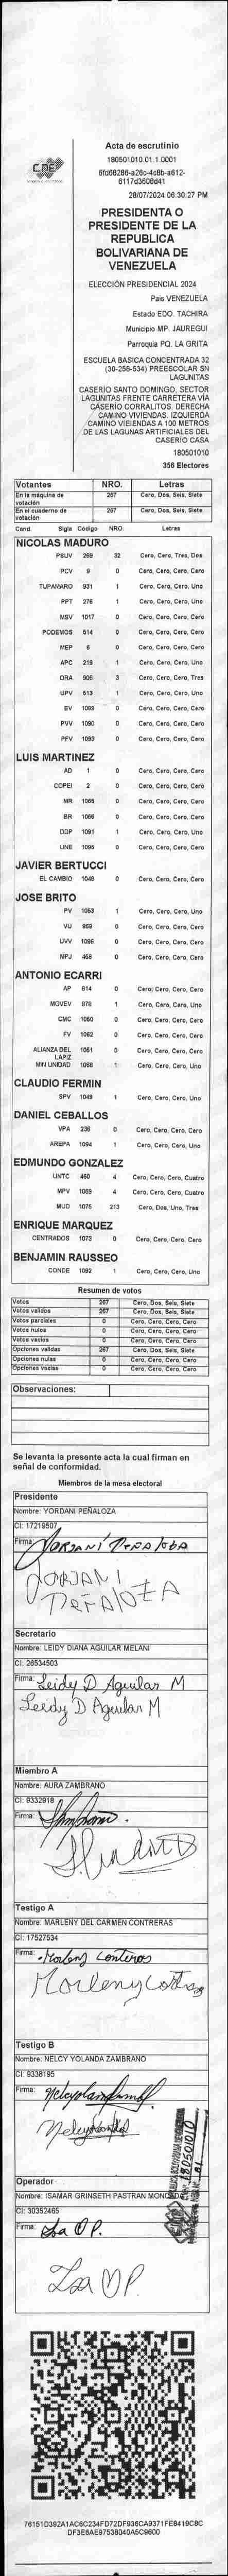 CNE
Acta de escrutinio
180501010.01.1.0001
28/07/2024 06:30:27 PM
PRESIDENTA O
PRESIDENTE DE LA
REPUBLICA
BOLIVARIANA DE
VENEZUELA
ELECCIÓN PRESIDENCIAL 2024
Pais VENEZUELA
Estado EDO. TACHIRA
Municipio MP. JAUREGUI
Parroquia PQ. LA GRITA
ESCUELA BASICA CONCENTRADA 32
(30-258-534) PREESCOLAR SN
LAGUNITAS
CASERIO SANTO DOMINGO, SECTOR
LAGUNITAS FRENTE CARRETERA VÍA
CASERIO CORRALITOS. DERECHA
CAMINO VIVIENDAS. IZQUIERDA
CAMINO VIEIENDAS A 100 METROS
DE LAS LAGUNAS ARTIFICIALES DEL
CASERIO CASA
180501010
356 Electores
Votantes NRO. Letras
En la máquina de votación 267 Cero, Dos, Seis, Siete
En el cuaderno de votación 267 Cero, Dos, Seis, Siete
Cand. Sigla Codigo NRO. Letras
NICOLAS MADURO
PSUV 269 32 Cero, Cero, Tres, Dos
PCV 9 0 Cero, Cero, Cero, Cero
TUPAMARO 931 1 Cero, Cero, Cero, Uno
PPT 276 1 Cero, Cero, Cero, Uno
MSV 1017 0 Cero, Cero, Cero, Cero
PODEMOS 514 0 Cero, Cero, Cero, Cero
MEP 6 0 Cero, Cero, Cero, Cero
APC 219 1 Cero, Cero, Cero, Uno
ORA 906 3 Cero, Cero, Cero, Tres
UPV 513 1 Cero, Cero, Cero, Uno
EV 1089 0 Cero, Cero, Cero, Cero
PVV 1090 0 Cero, Cero, Cero, Cero
PFV 1093 0 Cero, Cero, Cero, Cero
LUIS MARTINEZ
AD 1 0 Cero, Cero, Cero, Cero
COPEI 2 0 Cero, Cero, Cero, Cero
MR 1065 0 Cero, Cero, Cero, Cero
BR 1066 0 Cero, Cero, Cero, Cero
DDP 1091 1 Cero, Cero, Cero, Uno
UNE 1095 0 Cero, Cero, Cero, Cero
JAVIER BERTUCCI
EL CAMBIO 1048 0 Cero, Cero, Cero, Cero
JOSE BRITO
PV 1053 1 Cero, Cero, Cero, Uno
VU 868 0 Cero, Cero, Cero, Cero
UVV 1096 0 Cero, Cero, Cero, Cero
MPJ 458 0 Cero, Cero, Cero, Cero
ANTONIO ECARRI
AP 814 0 Cero, Cero, Cero, Cero
MOVEV 878 1 Cero, Cero, Cero, Uno
CMC 1060 0 Cero, Cero, Cero, Cero
FV 1062 0 Cero, Cero, Cero, Cero
ALIANZA DEL LAPIZ 1061 0 Cero, Cero, Cero, Cero
MIN UNIDAD 1068 1 Cero, Cero, Cero, Uno
CLAUDIO FERMIN
SPV 1049 1 Cero, Cero, Cero, Uno
DANIEL CEBALLOS
VPA 236 0 Cero, Cero, Cero, Cero
AREPA 1094 1 Cero, Cero, Cero, Uno
EDMUNDO GONZALEZ
UNTC 460 4 Cero, Cero, Cero, Cuatro
MPV 1069 4 Cero, Cero, Cero, Cuatro
MUD 1075 213 Cero, Dos, Uno, Tres
ENRIQUE MARQUEZ
CENTRADOS 1073 0 Cero, Cero, Cero, Cero
BENJAMIN RAUSSEO
CONDE 1092 1 Cero, Cero, Cero, Uno
Resumen de votos
Votos 267 Cero, Dos, Seis, Siete
Votos validos 267 Cero, Dos, Seis, Siete
Votos parciales 0 Cero, Cero, Cero, Cero
Votos nulos 0 Cero, Cero, Cero, Cero
Votos vacios 0 Cero, Cero, Cero, Cero
Opciones validas 267 Cero, Dos, Seis, Siete
Opciones nulas 0 Cero, Cero, Cero, Cero
Opciones vacias 0 Cero, Cero, Cero, Cero
Observaciones:
Se levanta la presente acta la cual firman en
señal de conformidad.
Miembros de la mesa electoral
Presidente
Nombre: YORDANI PEÑALOZA
CI: 17219507
Firma: YORDANI PEÑALOZA
YORDANI
PEÑALOZA
Secretario
Nombre: LEIDY DIANA AGUILAR MELANI
CI: 26534503
Firma: Leidy D Aguilar M
Leidy D Aguilar M
Miembro A
Nombre: AURA ZAMBRANO
CI: 9332918
Firma:
Testigo A
Nombre: MARLENY DEL CARMEN CONTRERAS
CI: 17527534
Firma: Marleny Contreras
Testigo B
Nombre: NELCY YOLANDA ZAMBRANO
CI: 9338195
Firma:
180501010
Operador
Nombre: ISAMAR GRINSETH PASTRAN MONCADA
CI: 30352465
Firma: Isa P.
Isa P.
76151D392A1AC6C234FD72DF936CA9371FE8419C8C
DF3E6AE97538040A5C9600